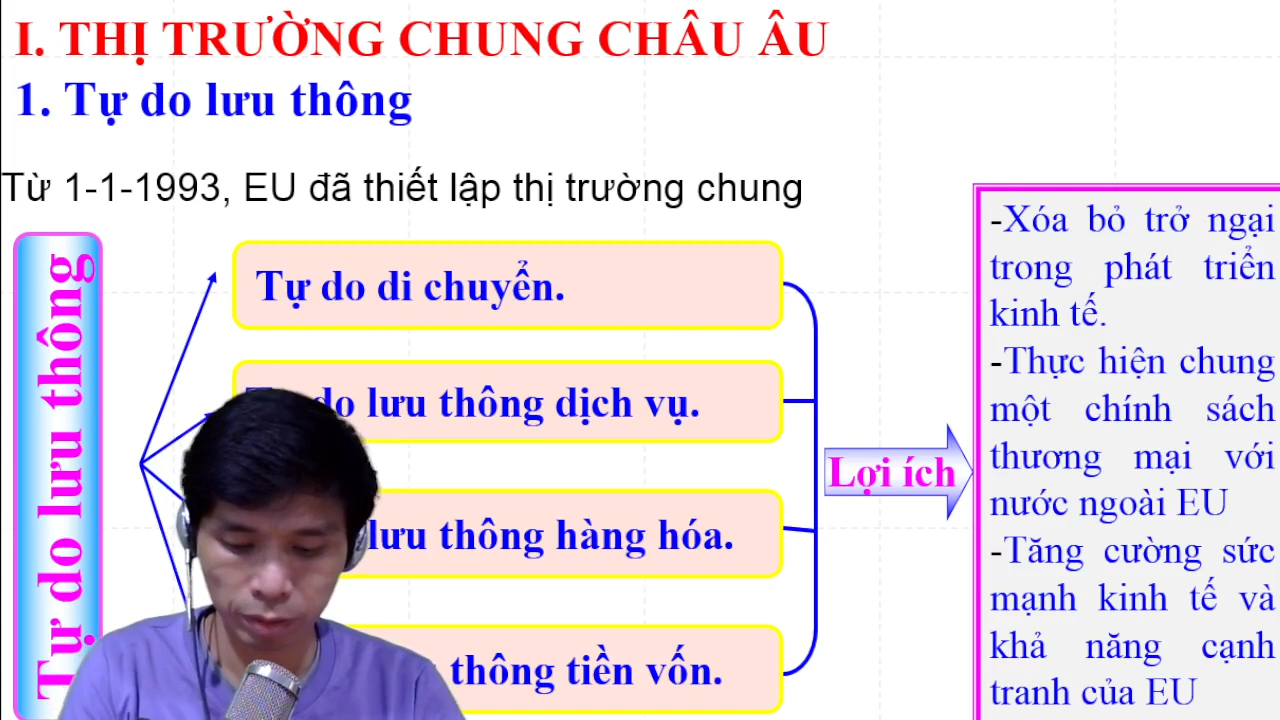 I. THỊ TRƯỜNG CHUNG CHÂU ÂU
1. Tự do lưu thông
Từ 1-1-1993, EU đã thiết lập thị trường chung
Tự do lưu thông
Tự do di chuyển.
do lưu thông dịch vụ.
lưu thông hàng hóa.
thông tiền vốn.
Lợi ích
-Xóa bỏ trở ngại
trong phát triển
kinh tế.
-Thực hiện chung
một chính sách
thương mại với
nước ngoài EU
-Tăng cường sức
mạnh kinh tế và
khả năng cạnh
tranh của EU